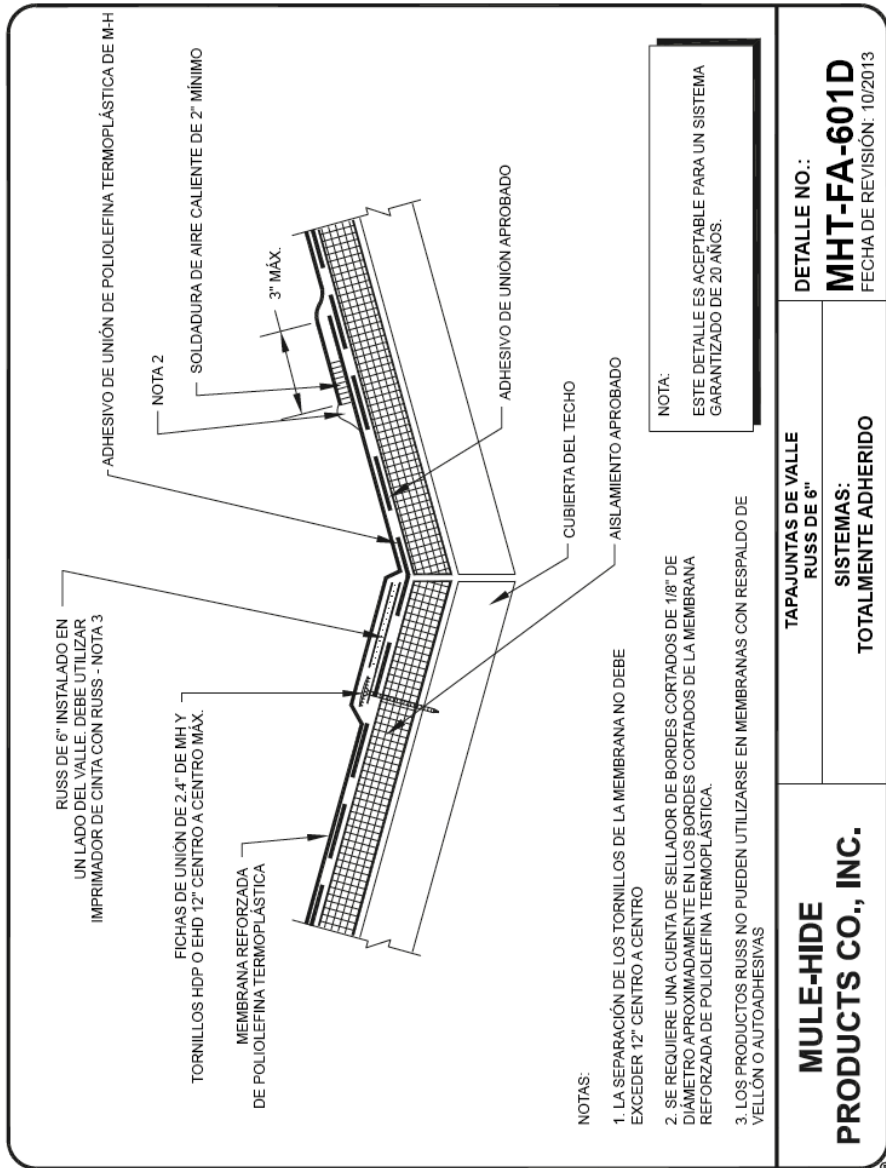 RUSS DE 6" INSTALADO EN
UN LADO DEL VALLE. DEBE UTILIZAR
IMPRIMADOR DE CINTA CON RUSS - NOTA 3
FICHAS DE UNIÓN DE 2.4" DE MH Y
TORNILLOS HDP O EHD 12" CENTRO A CENTRO MÁX.
MEMBRANA REFORZADA
DE POLIOLEFINA TERMOPLÁSTICA
ADHESIVO DE UNIÓN DE POLIOLEFINA TERMOPLÁSTICA DE M-H
NOTA 2
SOLDADURA DE AIRE CALIENTE DE 2" MÍNIMO
3" MÁX.
ADHESIVO DE UNIÓN APROBADO
CUBIERTA DEL TECHO
AISLAMIENTO APROBADO
NOTAS:
1. LA SEPARACIÓN DE LOS TORNILLOS DE LA MEMBRANA NO DEBE
EXCEDER 12" CENTRO A CENTRO
2. SE REQUIERE UNA CUENTA DE SELLADOR DE BORDES CORTADOS DE 1/8" DE
DIÁMETRO APROXIMADAMENTE EN LOS BORDES CORTADOS DE LA MEMBRANA
REFORZADA DE POLIOLEFINA TERMOPLÁSTICA.
3. LOS PRODUCTOS RUSS NO PUEDEN UTILIZARSE EN MEMBRANAS CON RESPALDO DE
VELLÓN O AUTOADHESIVAS
NOTA:
ESTE DETALLE ES ACEPTABLE PARA UN SISTEMA
GARANTIZADO DE 20 AÑOS.
MULE-HIDE
PRODUCTS CO., INC.
TAPAJUNTAS DE VALLE
RUSS DE 6"
SISTEMAS:
TOTALMENTE ADHERIDO
DETALLE NO.:
MHT-FA-601D
FECHA DE REVISIÓN: 10/2013